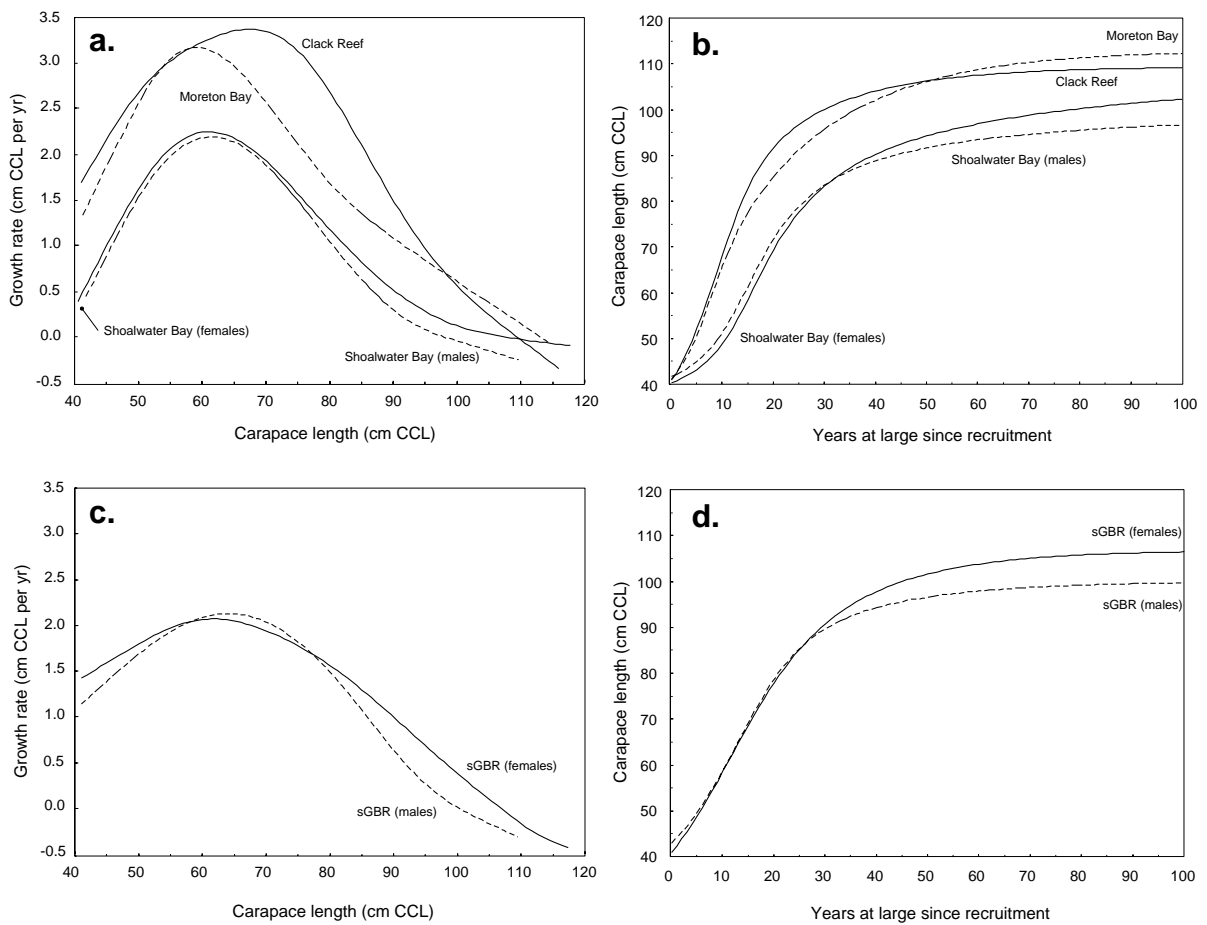 a.
Growth rate (cm CCL per yr)
3.5
3.0
2.5
2.0
1.5
1.0
0.5
0.0
-0.5
Clack Reef
Moreton Bay
Shoalwater Bay (females)
Shoalwater Bay (males)
40 50 60 70 80 90 100 110 120
Carapace length (cm CCL)
b.
Carapace length (cm CCL)
120
110
100
90
80
70
60
50
40
Moreton Bay
Clack Reef
Shoalwater Bay (males)
Shoalwater Bay (females)
0 10 20 30 40 50 60 70 80 90 100
Years at large since recruitment
c.
Growth rate (cm CCL per yr)
3.5
3.0
2.5
2.0
1.5
1.0
0.5
0.0
-0.5
sGBR (females)
sGBR (males)
40 50 60 70 80 90 100 110 120
Carapace length (cm CCL)
d.
Carapace length (cm CCL)
120
110
100
90
80
70
60
50
40
sGBR (females)
sGBR (males)
0 10 20 30 40 50 60 70 80 90 100
Years at large since recruitment